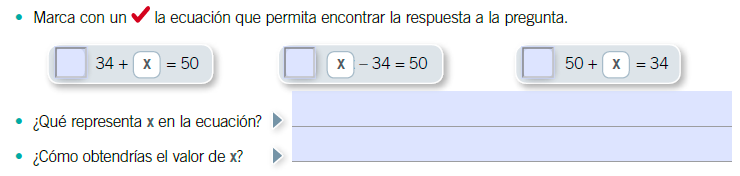 • Marca con un ✓ la ecuación que permita encontrar la respuesta a la pregunta.
34 + x = 50 x – 34 = 50 50 + x = 34
• ¿Qué representa x en la ecuación?
• ¿Cómo obtendrías el valor de x?